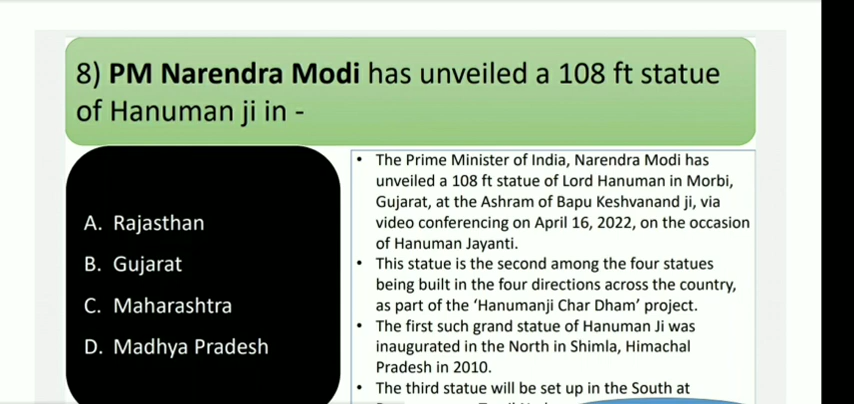 8) PM Narendra Modi has unveiled a 108 ft statue
of Hanuman ji in -
A. Rajasthan
B. Gujarat
C. Maharashtra
D. Madhya Pradesh
• The Prime Minister of India, Narendra Modi has
unveiled a 108 ft statue of Lord Hanuman in Morbi,
Gujarat, at the Ashram of Bapu Keshvanand ji, via
video conferencing on April 16, 2022, on the occasion
of Hanuman Jayanti.
• This statue is the second among the four statues
being built in the four directions across the country,
as part of the ‘Hanumanji Char Dham’ project.
• The first such grand statue of Hanuman Ji was
inaugurated in the North in Shimla, Himachal
Pradesh in 2010.
• The third statue will be set up in the South at